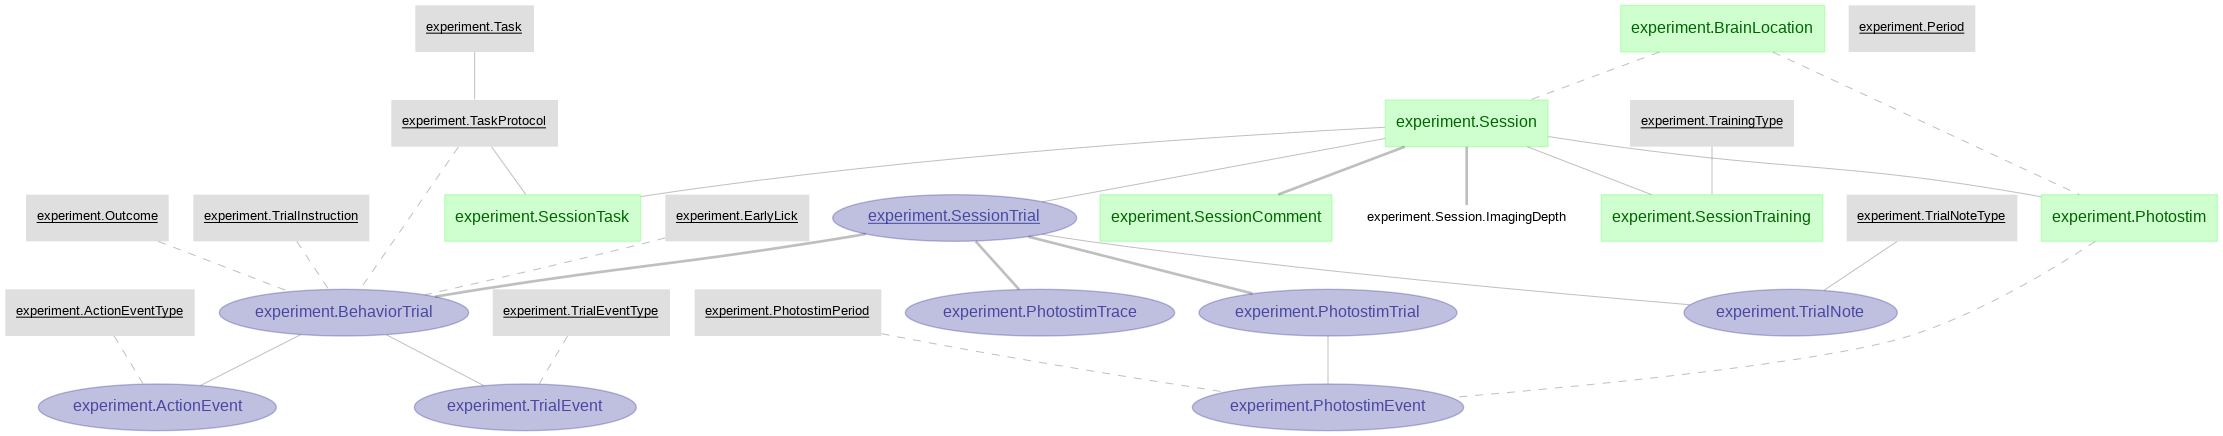 experiment.Task
experiment.BrainLocation
experiment.Period
experiment.TaskProtocol
experiment.Session
experiment.TrainingType
experiment.Outcome
experiment.TrialInstruction
experiment.SessionTask
experiment.EarlyLick
experiment.SessionTrial
experiment.SessionComment
experiment.Session.ImagingDepth
experiment.SessionTraining
experiment.TrialNoteType
experiment.Photostim
experiment.ActionEventType
experiment.BehaviorTrial
experiment.TrialEventType
experiment.PhotostimPeriod
experiment.PhotostimTrace
experiment.PhotostimTrial
experiment.TrialNote
experiment.ActionEvent
experiment.TrialEvent
experiment.PhotostimEvent